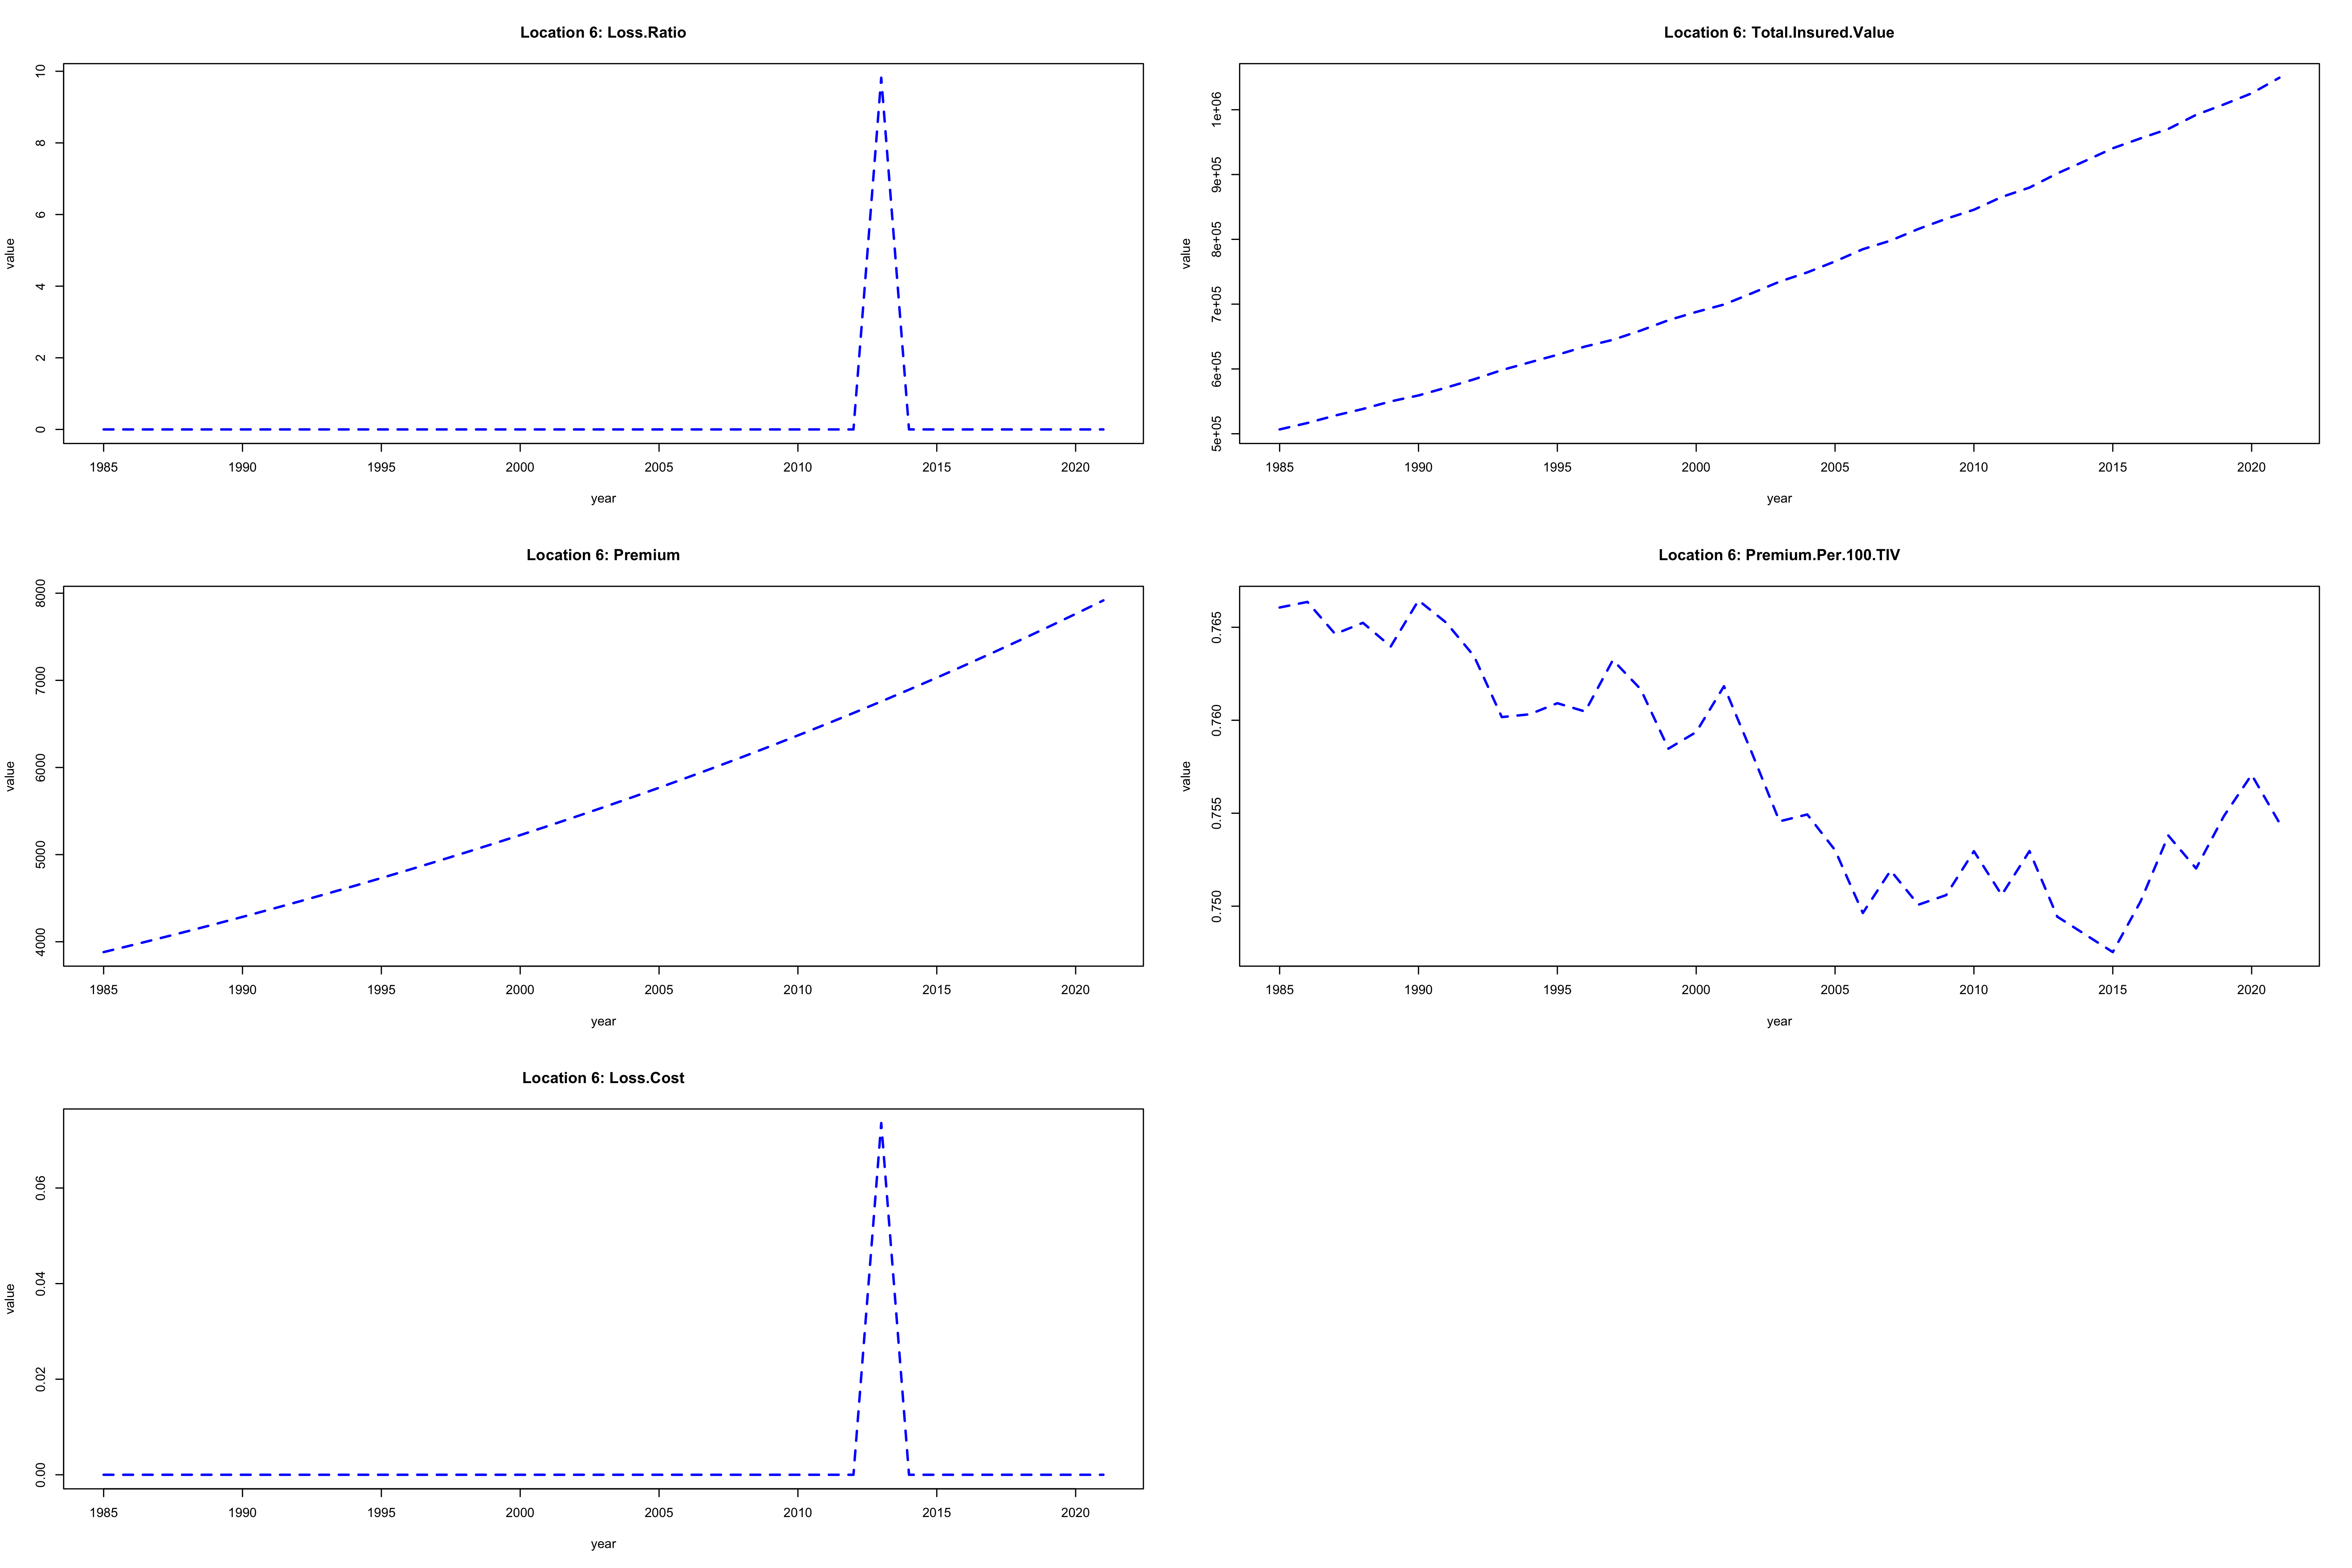 Location 6: Loss.Ratio
value
10
8
6
4
2
0
1985 1990 1995 2000 2005 2010 2015 2020
year
Location 6: Total.Insured.Value
value
1e+06
9e+05
8e+05
7e+05
6e+05
5e+05
1985 1990 1995 2000 2005 2010 2015 2020
year
Location 6: Premium
value
8000
7000
6000
5000
4000
1985 1990 1995 2000 2005 2010 2015 2020
year
Location 6: Premium.Per.100.TIV
value
0.765
0.760
0.755
0.750
1985 1990 1995 2000 2005 2010 2015 2020
year
Location 6: Loss.Cost
value
0.06
0.04
0.02
0.00
1985 1990 1995 2000 2005 2010 2015 2020
year